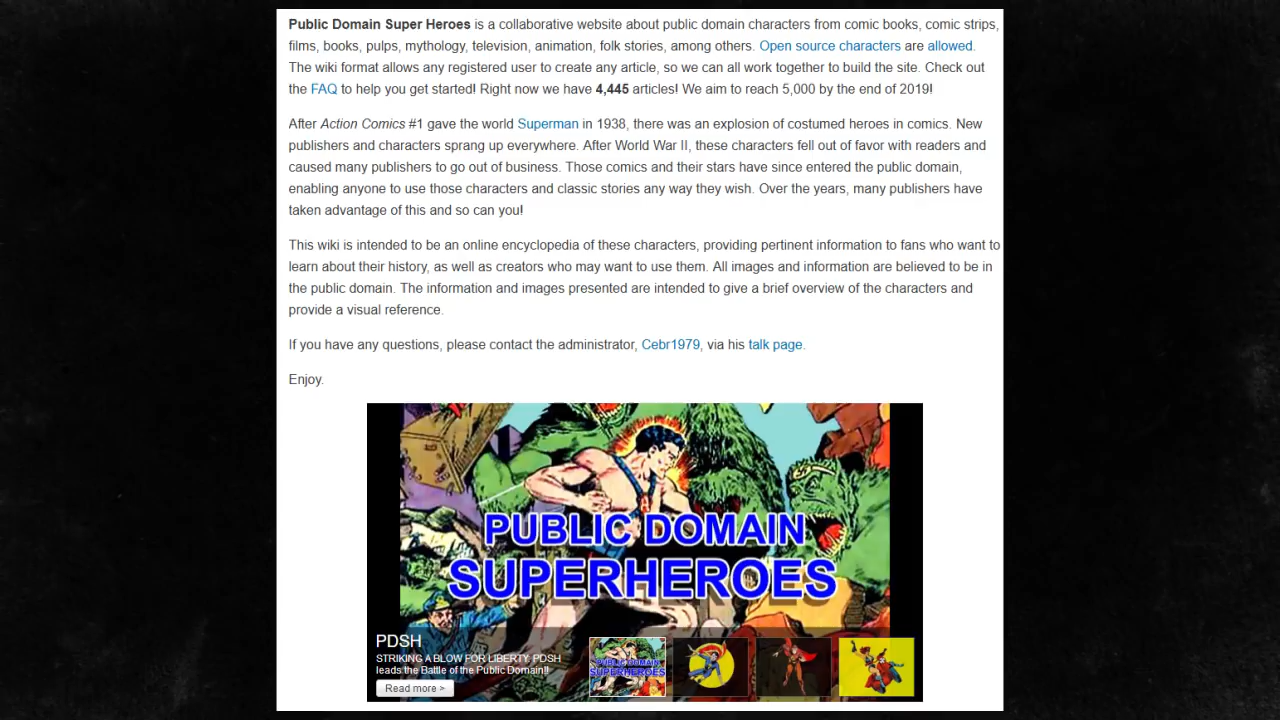 Public Domain Super Heroes is a collaborative website about public domain characters from comic books, comic strips,
films, books, pulps, mythology, television, animation, folk stories, among others. Open source characters are allowed.
The wiki format allows any registered user to create any article, so we can all work together to build the site. Check out
the FAQ to help you get started! Right now we have 4,445 articles! We aim to reach 5,000 by the end of 2019!
After Action Comics #1 gave the world Superman in 1938, there was an explosion of costumed heroes in comics. New
publishers and characters sprang up everywhere. After World War II, these characters fell out of favor with readers and
caused many publishers to go out of business. Those comics and their stars have since entered the public domain,
enabling anyone to use those characters and classic stories any way they wish. Over the years, many publishers have
taken advantage of this and so can you!
This wiki is intended to be an online encyclopedia of these characters, providing pertinent information to fans who want to
learn about their history, as well as creators who may want to use them. All images and information are believed to be in
the public domain. The information and images presented are intended to give a brief overview of the characters and
provide a visual reference.
If you have any questions, please contact the administrator, Cebr1979, via his talk page.
Enjoy.
PUBLIC DOMAIN
SUPERHEROES
PDSH
STRIKING A BLOW FOR LIBERTY, PDSH
leads the Battle of the Public Domain!!
Read more >
PUBLIC DOMAIN
SUPERHEROES